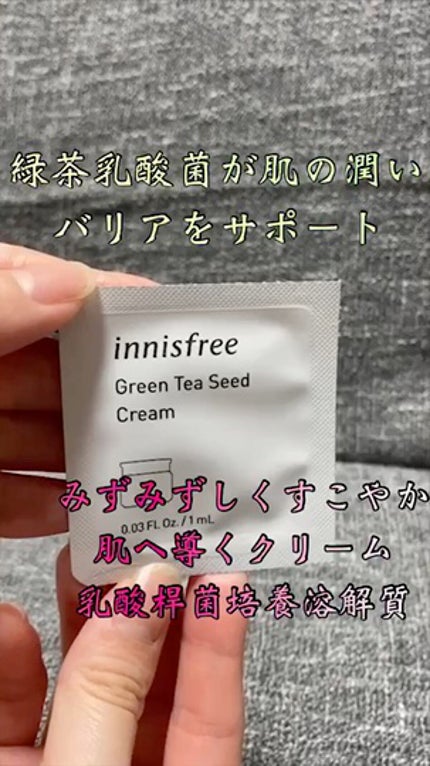 緑茶乳酸菌が肌の潤い
バリアをサポート
innisfree
Green Tea Seed
Cream
みずみずしくすこやか
0.03 FL.Oz. / 1 mL
肌へ導くクリーム
乳酸桿菌培養溶解質